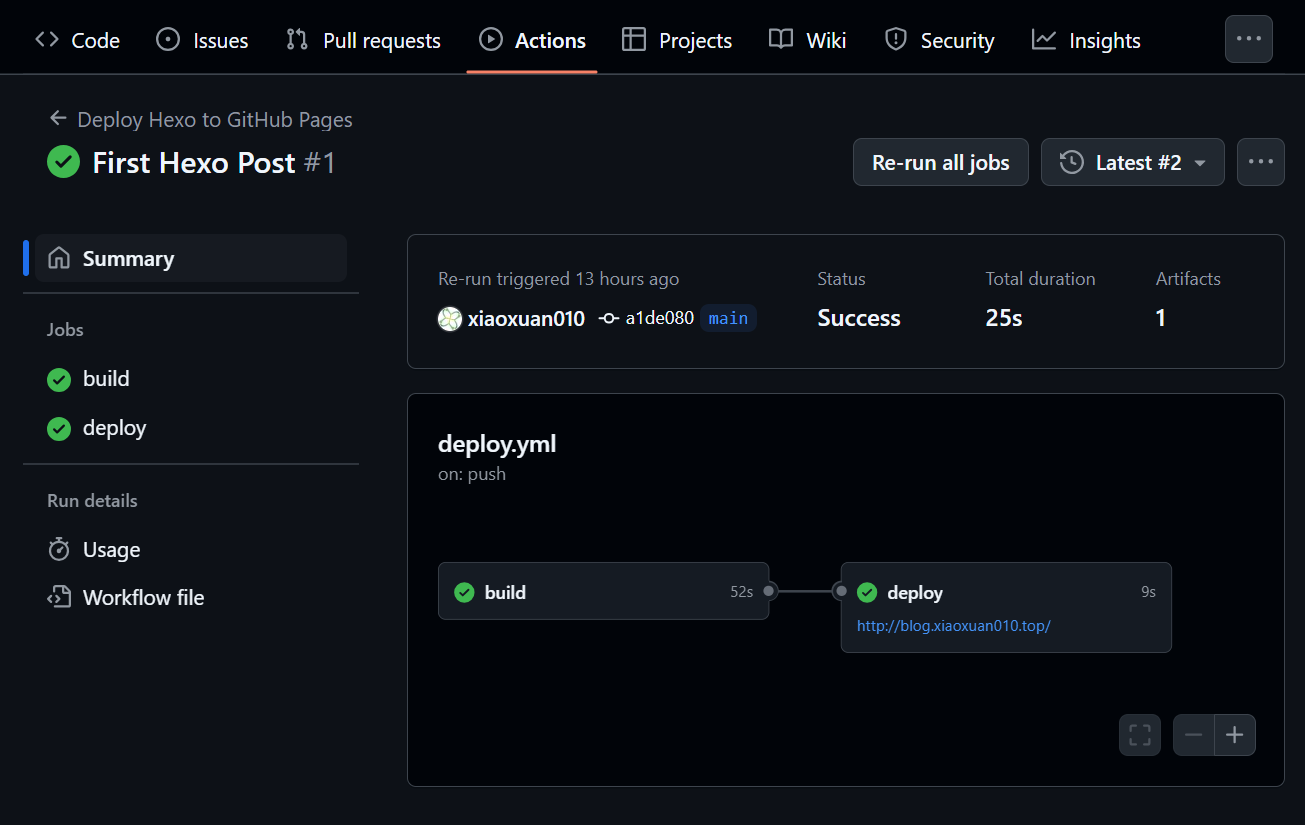 Code Issues Pull requests Actions Projects Wiki Security Insights
Deploy Hexo to GitHub Pages
First Hexo Post #1
Re-run all jobs
Latest #2
Summary
Jobs
build
deploy
Run details
Usage
Workflow file
Re-run triggered 13 hours ago
xiaoxuan010 a1de080 main
Status
Success
Total duration
25s
Artifacts
1
deploy.yml
on: push
build 52s
deploy 9s
http://blog.xiaoxuan010.top/